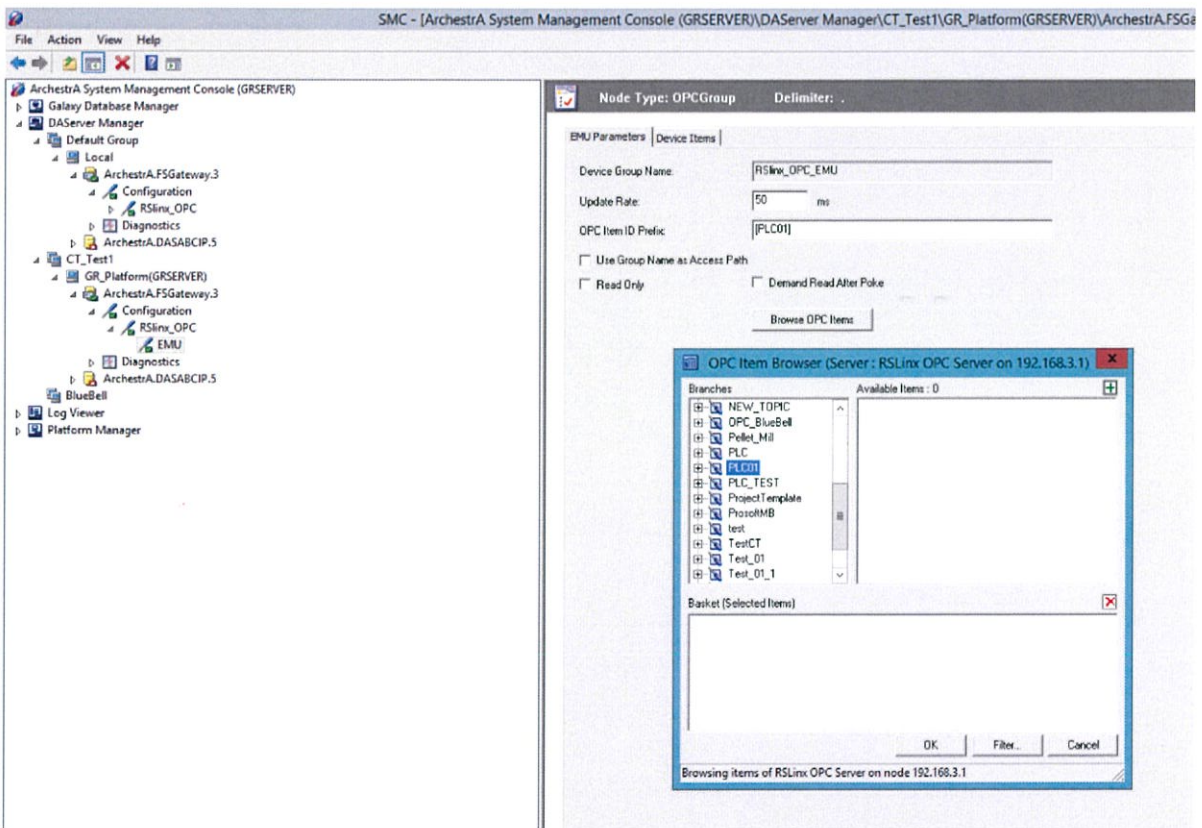 SMC - [ArchestrA System Management Console (GRSERVER)\DAServer Manager\CT_Test1\GR_Platform(GRSERVER)\ArchestrA.FSGa
File Action View Help
ArchestrA System Management Console (GRSERVER)
Galaxy Database Manager
DAServer Manager
Default Group
Local
ArchestrA.FSGateway.3
Configuration
RSlinx_OPC
Diagnostics
ArchestrA.DASABCIP.5
CT_Test1
GR_Platform(GRSERVER)
ArchestrA.FSGateway.3
Configuration
RSlinx_OPC
EMU
Diagnostics
ArchestrA.DASABCIP.5
BlueBell
Log Viewer
Platform Manager
Node Type: OPCGroup Delimiter: .
EMU Parameters Device Items
Device Group Name: RSlinx_OPC_EMU
Update Rate: 50 ms
OPC Item ID Prefix: [PLC01]
Use Group Name as Access Path
Read Only Demand Read After Poke
Browse OPC Items
OPC Item Browser (Server : RSLinx OPC Server on 192.168.3.1) x
Branches Available Items : 0
NEW_TOPIC
OPC_BlueBell
Pellet_Mill
PLC
PLC01
PLC_TEST
ProjectTemplate
ProsoftMB
test
TestCT
Test_01
Test_01_1
Basket (Selected Items)
OK Filter... Cancel
Browsing items of RSLinx OPC Server on node 192.168.3.1